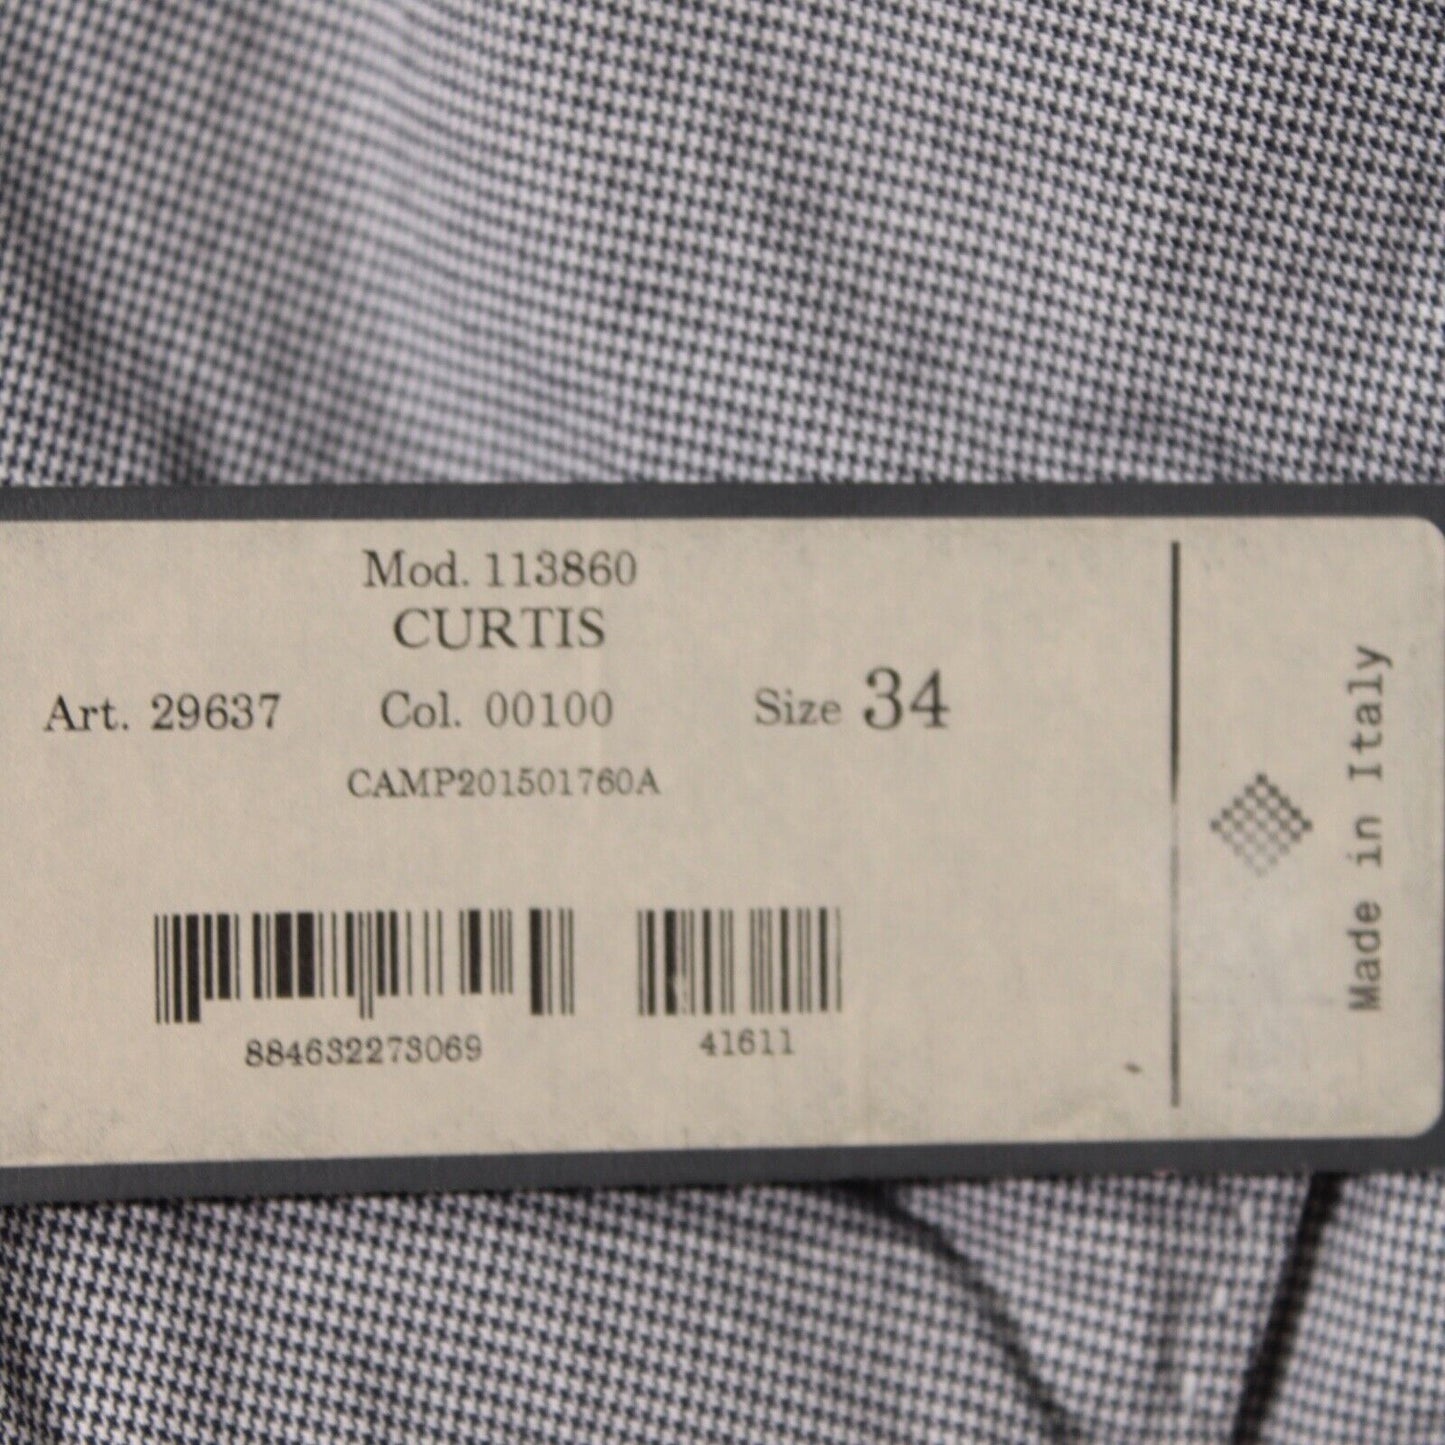 Mod. 113860
CURTIS
Art. 29637 Col. 00100 Size 34
CAMP201501760A
884632273069 41611
Made in Italy